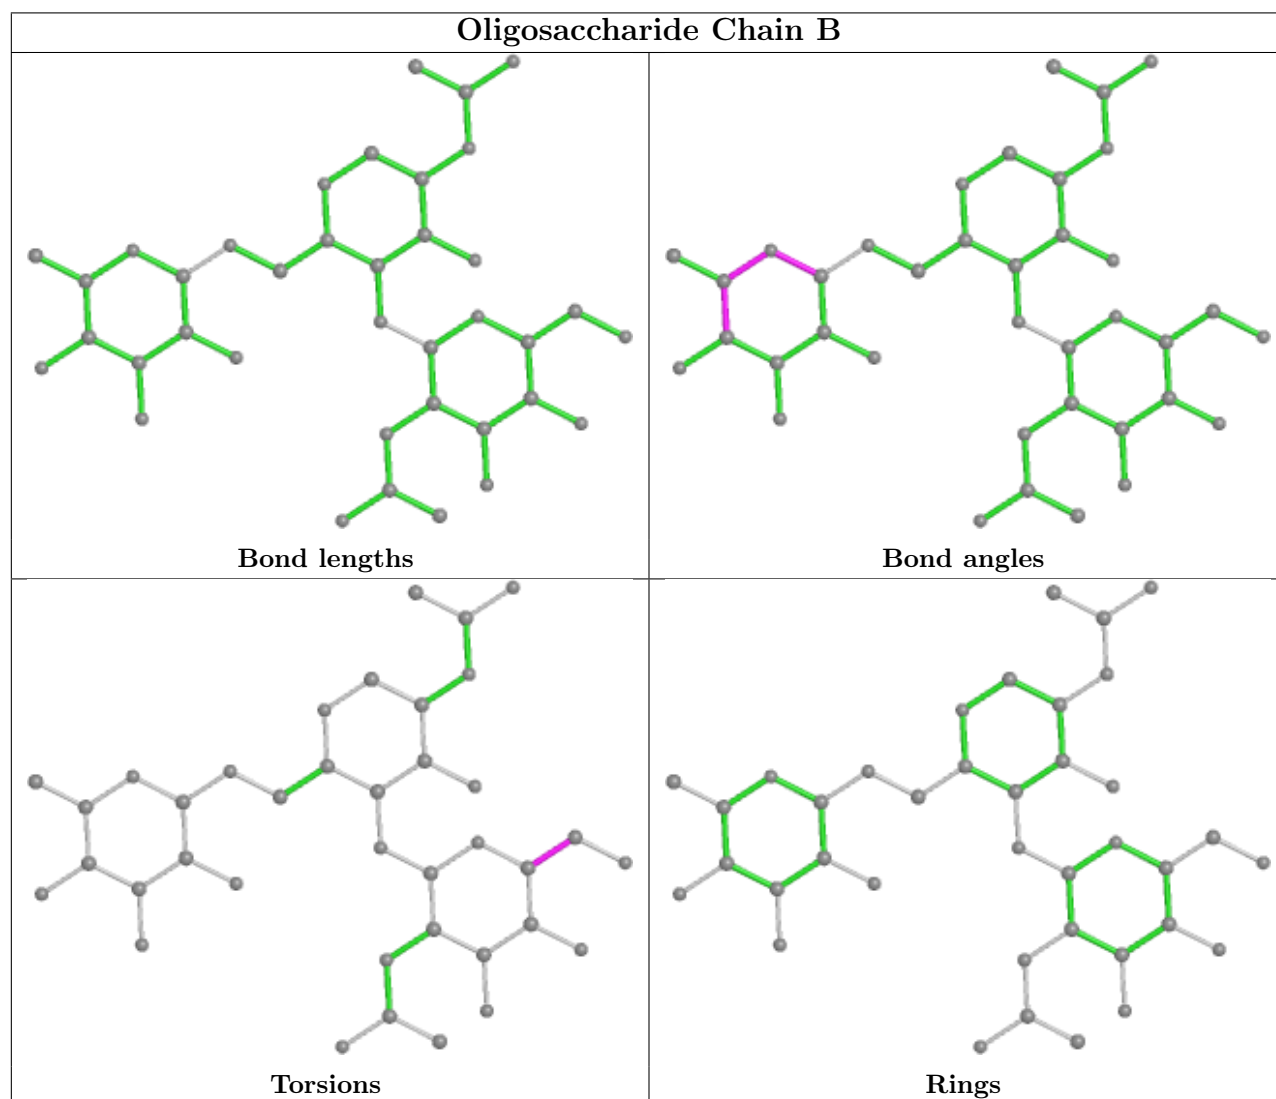 Oligosaccharide Chain B
Bond lengths
Bond angles
Torsions
Rings